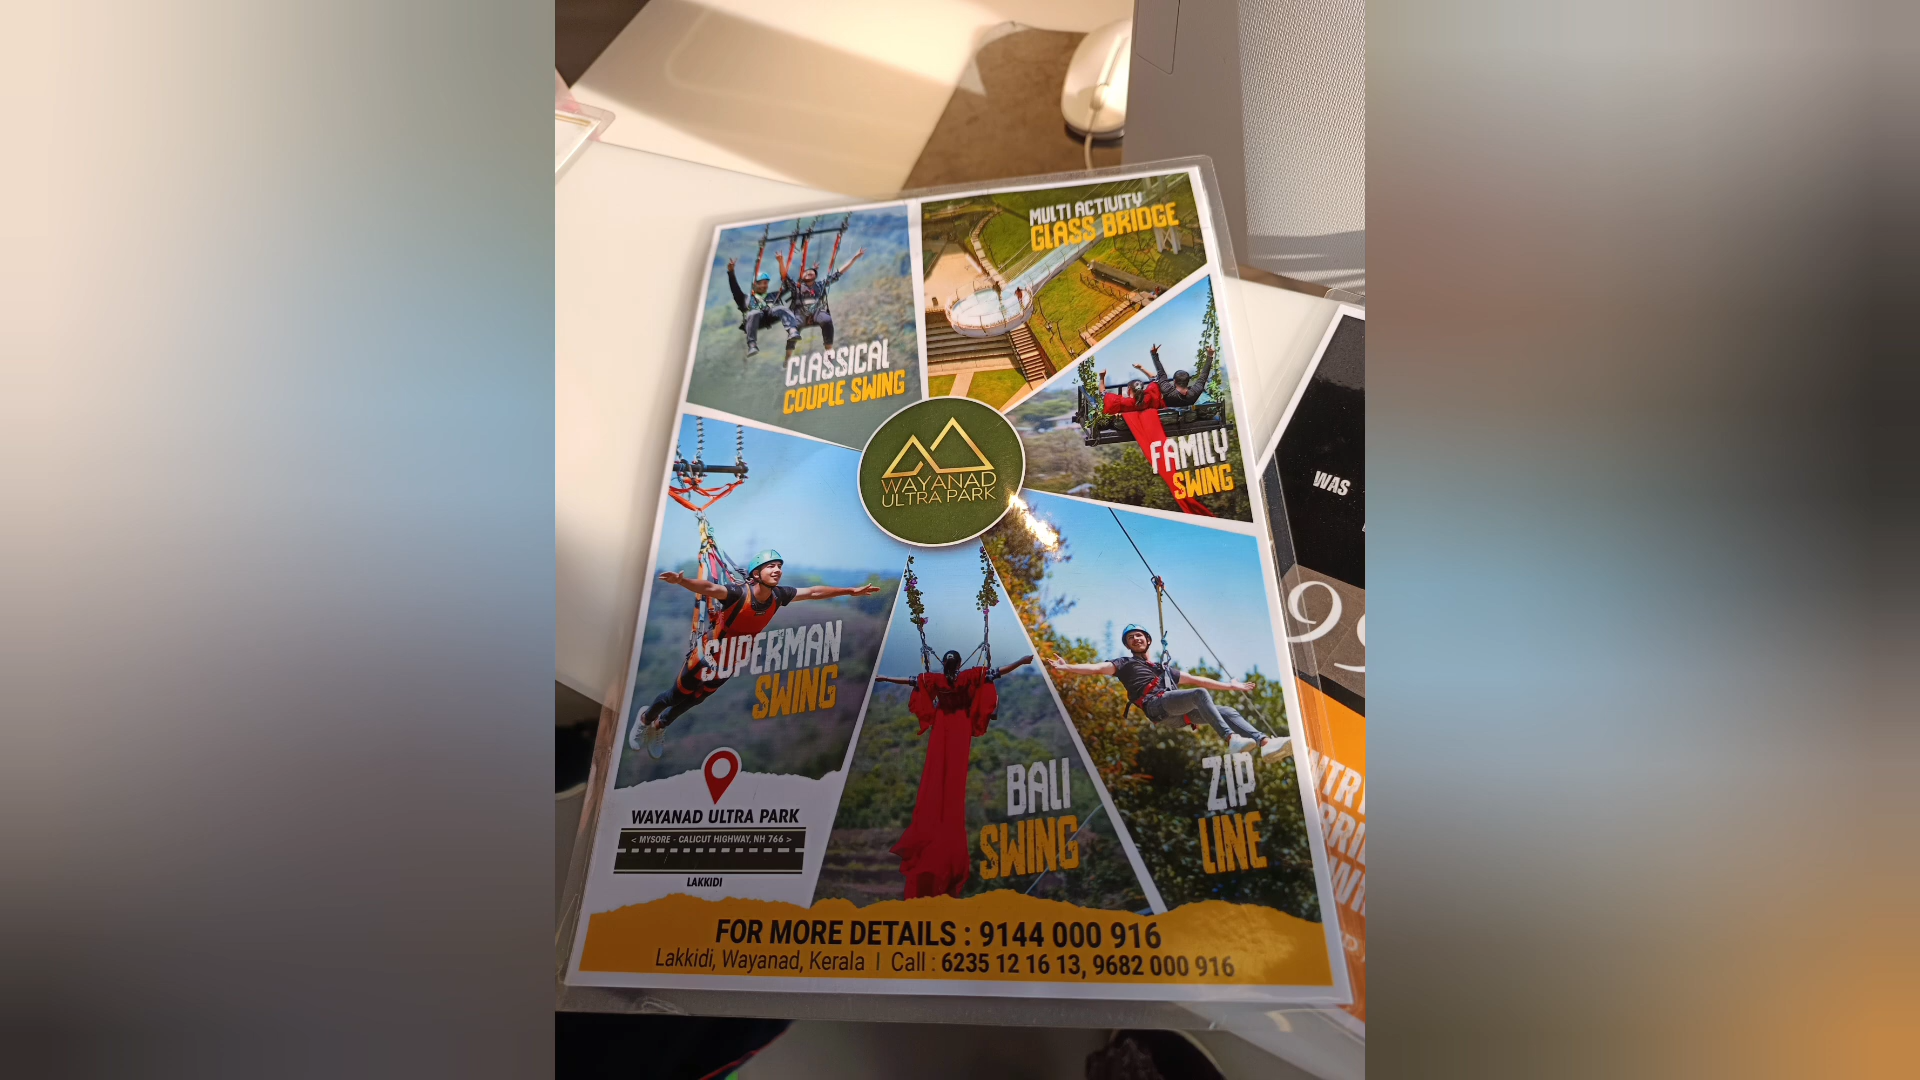 MULTI ACTIVITY
GLASS BRIDGE
CLASSICAL
COUPLE SWING
FAMILY
SWING
WAYANAD
ULTRA PARK
SUPERMAN
SWING
BALI
SWING
ZIP
LINE
WAYANAD ULTRA PARK
< MYSORE - CALICUT HIGHWAY, NH 766 >
LAKKIDI
FOR MORE DETAILS : 9144 000 916
Lakkidi, Wayanad, Kerala | Call : 6235 12 16 13, 9682 000 916
WAS